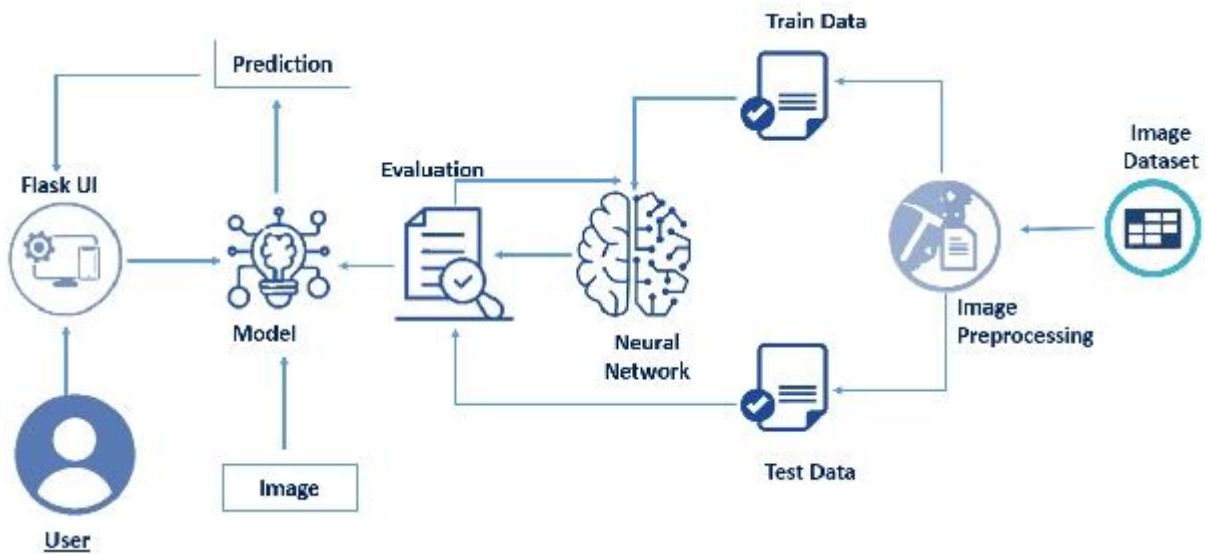 Train Data
Prediction
Image
Dataset
Evaluation
Flask UI
Image
Preprocessing
Model
Neural
Network
Test Data
Image
User